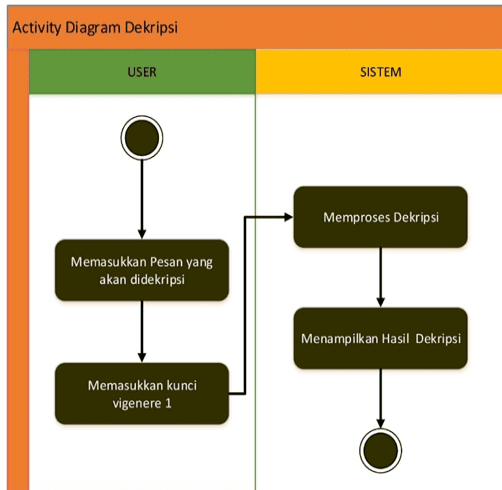 Activity Diagram Dekripsi
USER
SISTEM
Memasukkan Pesan yang
akan didekripsi
Memasukkan kunci
vigenere 1
Memproses Dekripsi
Menampilkan Hasil Dekripsi